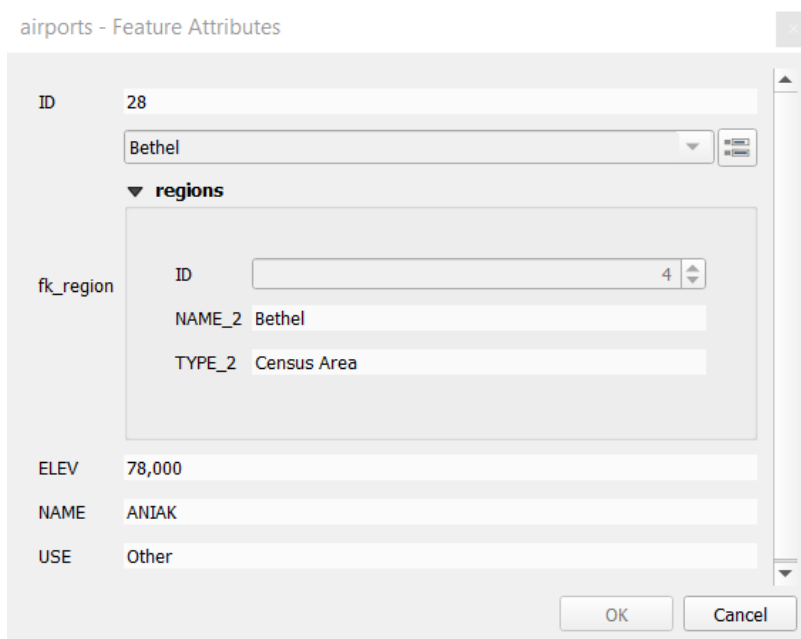 airports - Feature Attributes
ID 28
Bethel
regions
fk_region
ID 4
NAME_2 Bethel
TYPE_2 Census Area
ELEV 78,000
NAME ANIAK
USE Other
OK Cancel